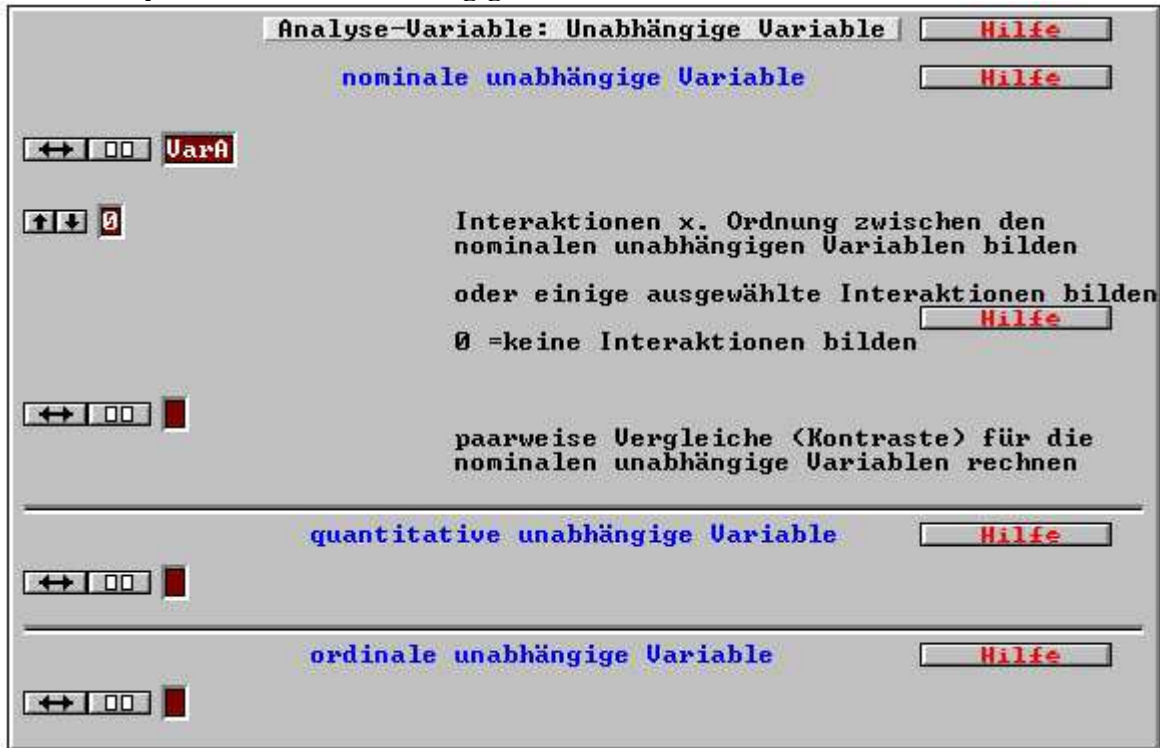 Analyse-Variable: Unabhängige Variable Hilfe
nominale unabhängige Variable Hilfe
VarA
0 Interaktionen x. Ordnung zwischen den
nominalen unabhängigen Variablen bilden
oder einige ausgewählte Interaktionen bilden
Hilfe
0 =keine Interaktionen bilden
paarweise Vergleiche (Kontraste) für die
nominalen unabhängige Variablen rechnen
quantitative unabhängige Variable Hilfe
ordinale unabhängige Variable Hilfe